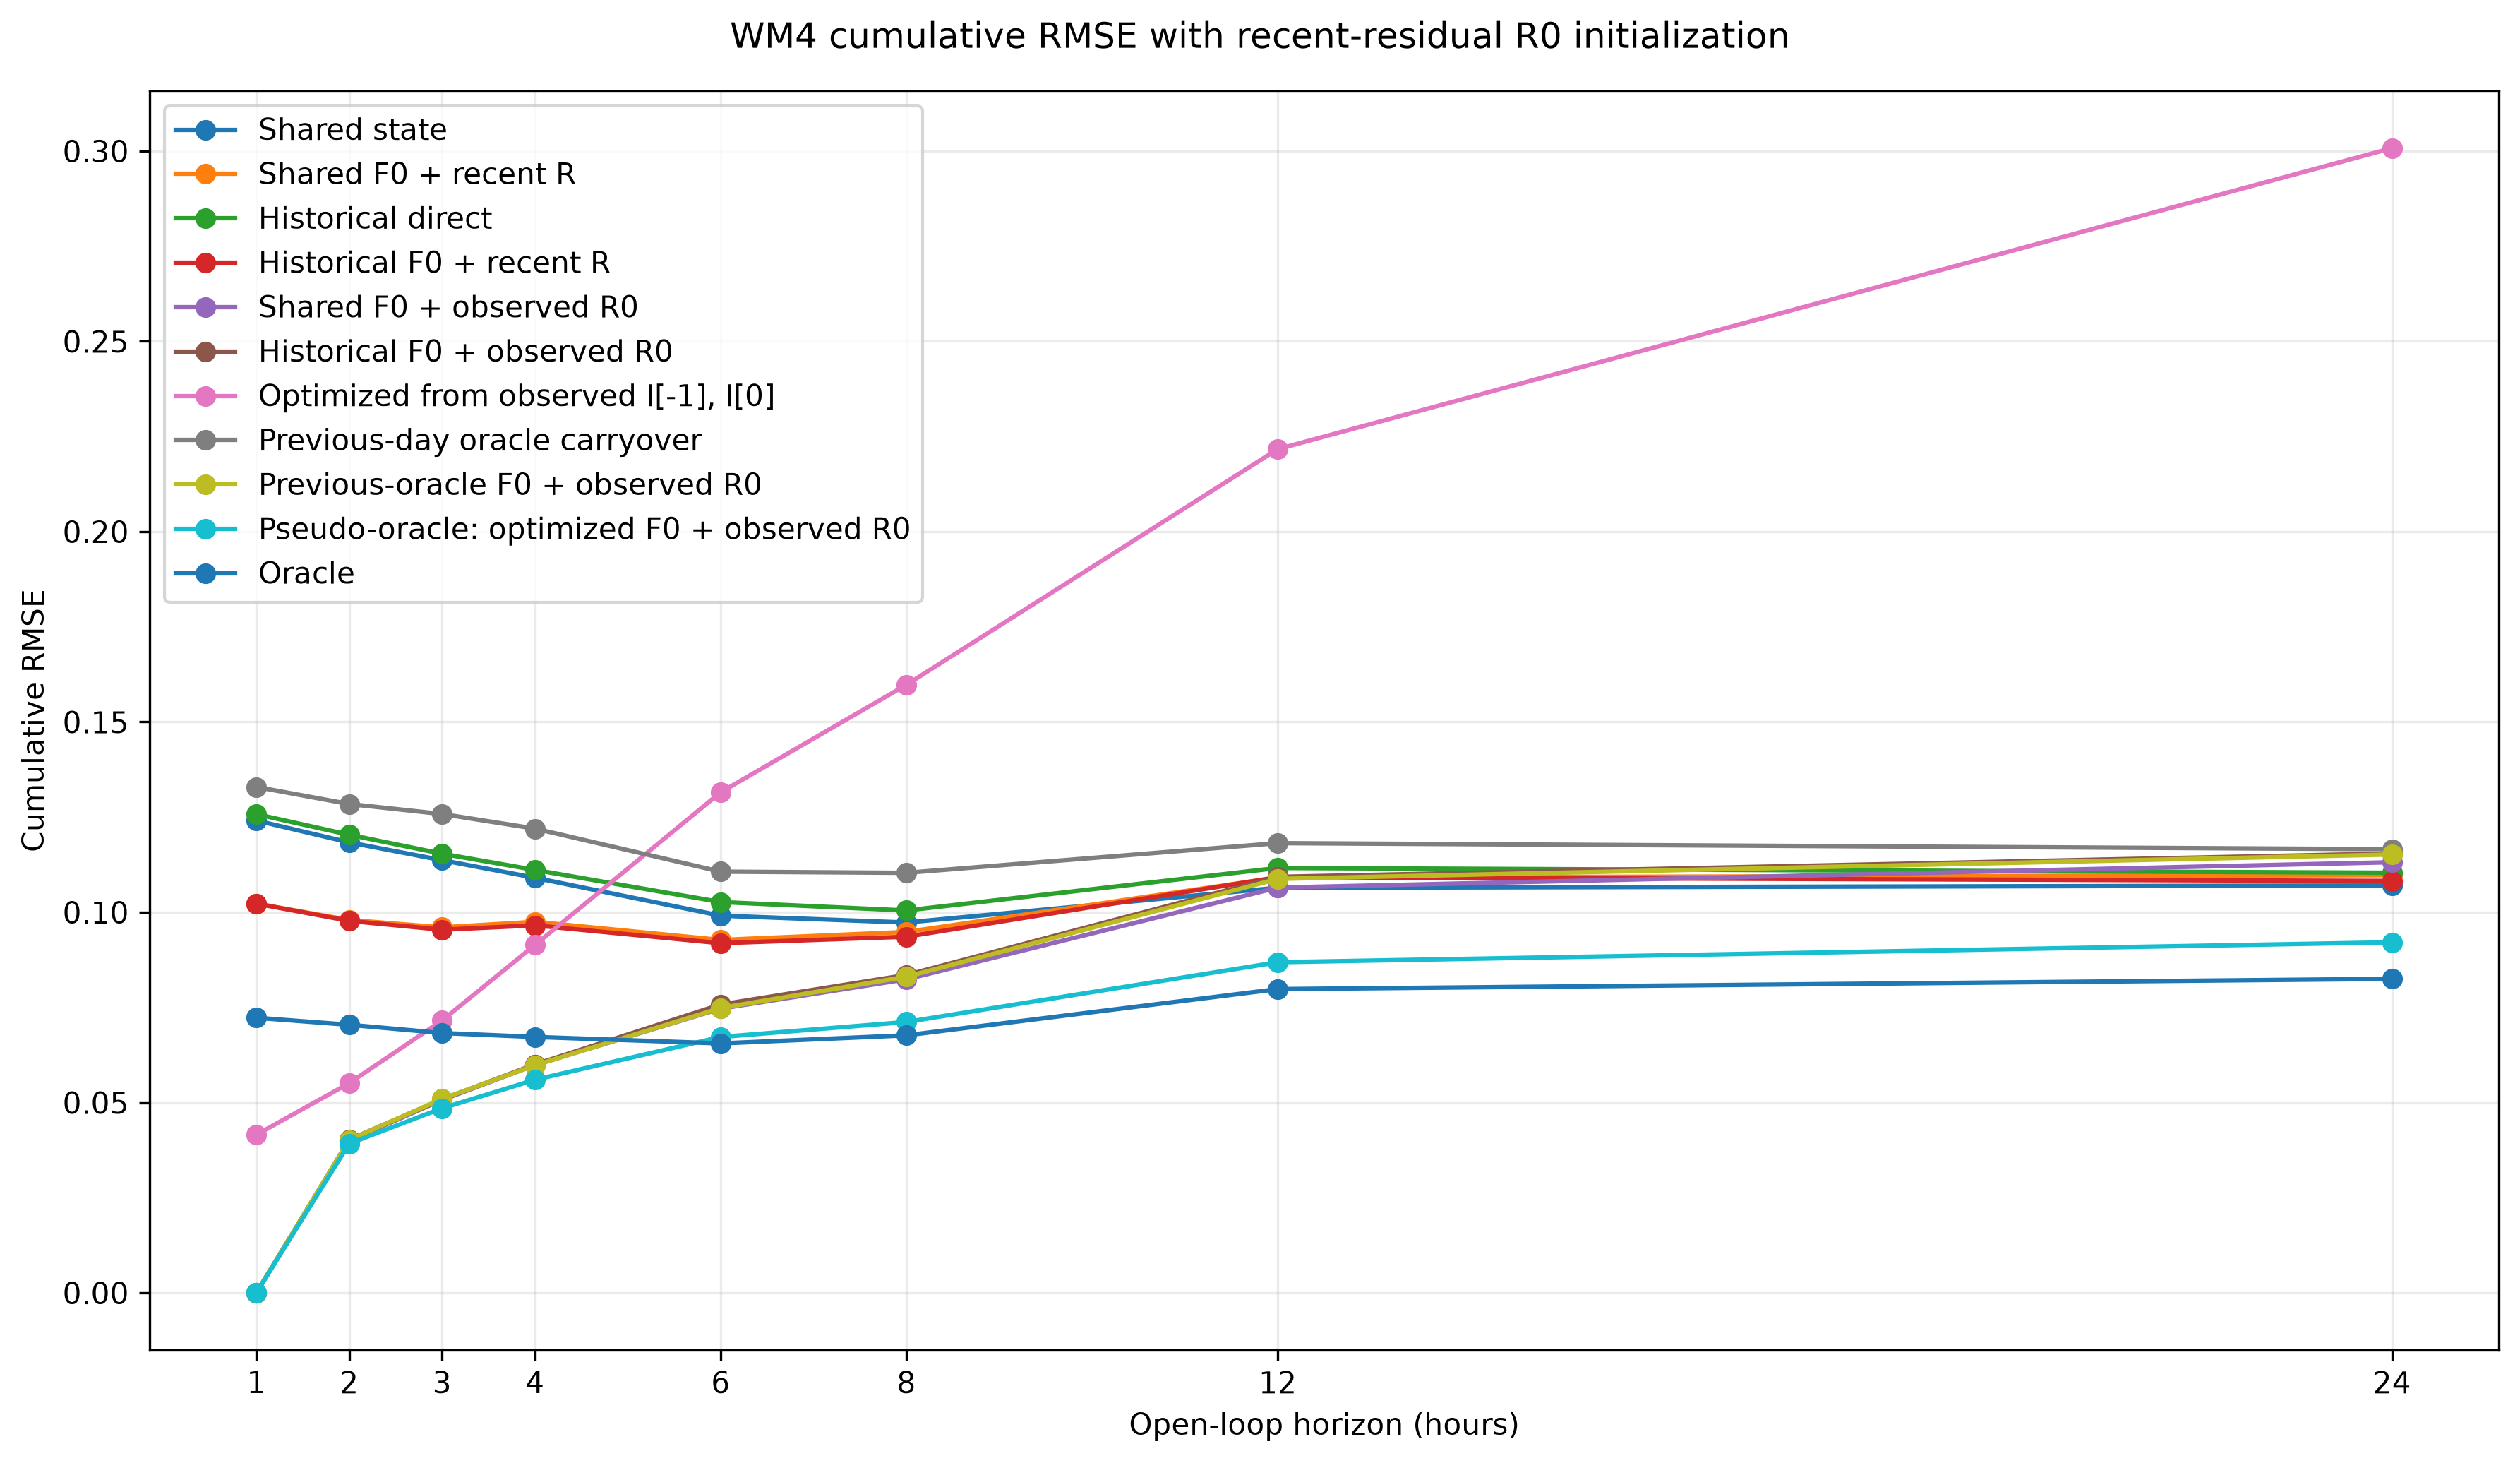 WM4 cumulative RMSE with recent-residual R0 initialization
Shared state
Shared F0 + recent R
Historical direct
Historical F0 + recent R
Shared F0 + observed R0
Historical F0 + observed R0
Optimized from observed I[-1], I[0]
Previous-day oracle carryover
Previous-oracle F0 + observed R0
Pseudo-oracle: optimized F0 + observed R0
Oracle
Cumulative RMSE
0.30
0.25
0.20
0.15
0.10
0.05
0.00
1 2 3 4 6 8 12 24
Open-loop horizon (hours)